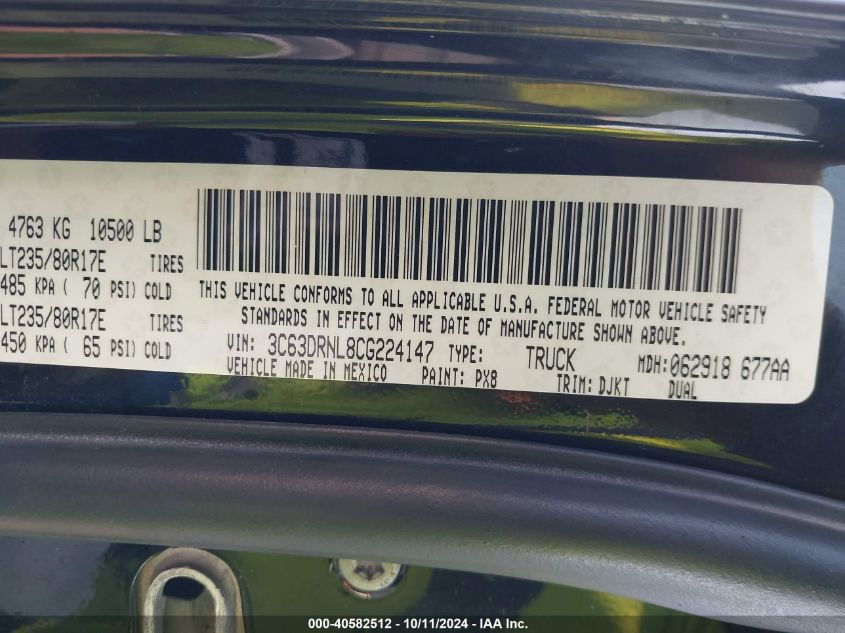 4763 KG 10500 LB
LT235/80R17E TIRES
485 KPA ( 70 PSI) COLD
LT235/80R17E TIRES
450 KPA ( 65 PSI) COLD
THIS VEHICLE CONFORMS TO ALL APPLICABLE U.S.A. FEDERAL MOTOR VEHICLE SAFETY
STANDARDS IN EFFECT ON THE DATE OF MANUFACTURE SHOWN ABOVE.
VIN: 3C63DRNL8CG224147 TYPE: TRUCK MDH:062918 677AA
VEHICLE MADE IN MEXICO PAINT: PX8 TRIM: DJKT DUAL
000-40582512 - 10/11/2024 - IAA Inc.